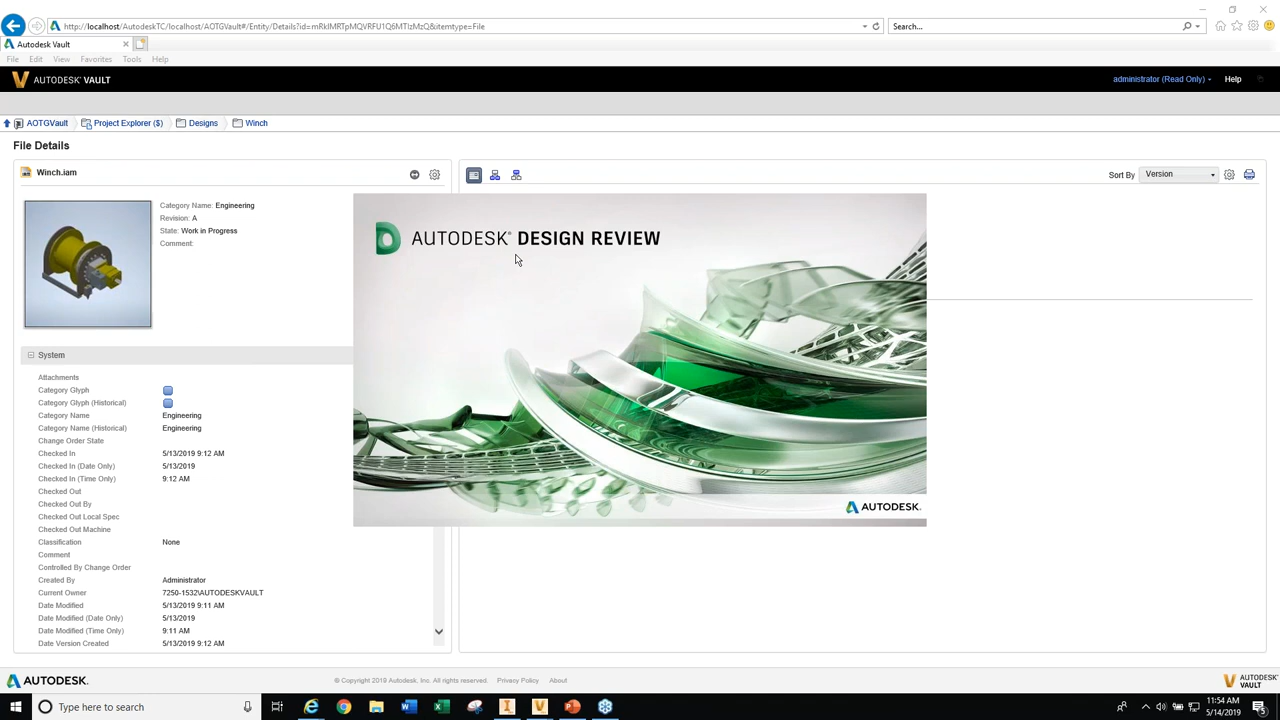 http://localhost/AutodeskTC/localhost/AOTGVault#/Entity/Details?id=mRklMRTpMQVRFU1Q6MTIzMzQ&itemtype=File
Search...
Autodesk Vault
File Edit View Favorites Tools Help
AUTODESK® VAULT
administrator (Read Only)
Help
AOTGVault
Project Explorer ($)
Designs
Winch
File Details
Winch.iam
Sort By
Version
Category Name: Engineering
Revision: A
State: Work in Progress
Comment:
AUTODESK® DESIGN REVIEW
System
Attachments
Category Glyph
Category Glyph (Historical)
Category Name Engineering
Category Name (Historical) Engineering
Change Order State
Checked In 5/13/2019 9:12 AM
Checked In (Date Only) 5/13/2019
Checked In (Time Only) 9:12 AM
Checked Out
Checked Out By
Checked Out Local Spec
Checked Out Machine
Classification None
Comment
Controlled By Change Order
Created By Administrator
Current Owner 7250-1532\AUTODESKVAULT
Date Modified 5/13/2019 9:11 AM
Date Modified (Date Only) 5/13/2019
Date Modified (Time Only) 9:11 AM
Date Version Created 5/13/2019 9:12 AM
AUTODESK.
AUTODESK.
© Copyright 2019 Autodesk, Inc. All rights reserved.
Privacy Policy
About
AUTODESK®
VAULT
Type here to search
11:54 AM
5/14/2019
5